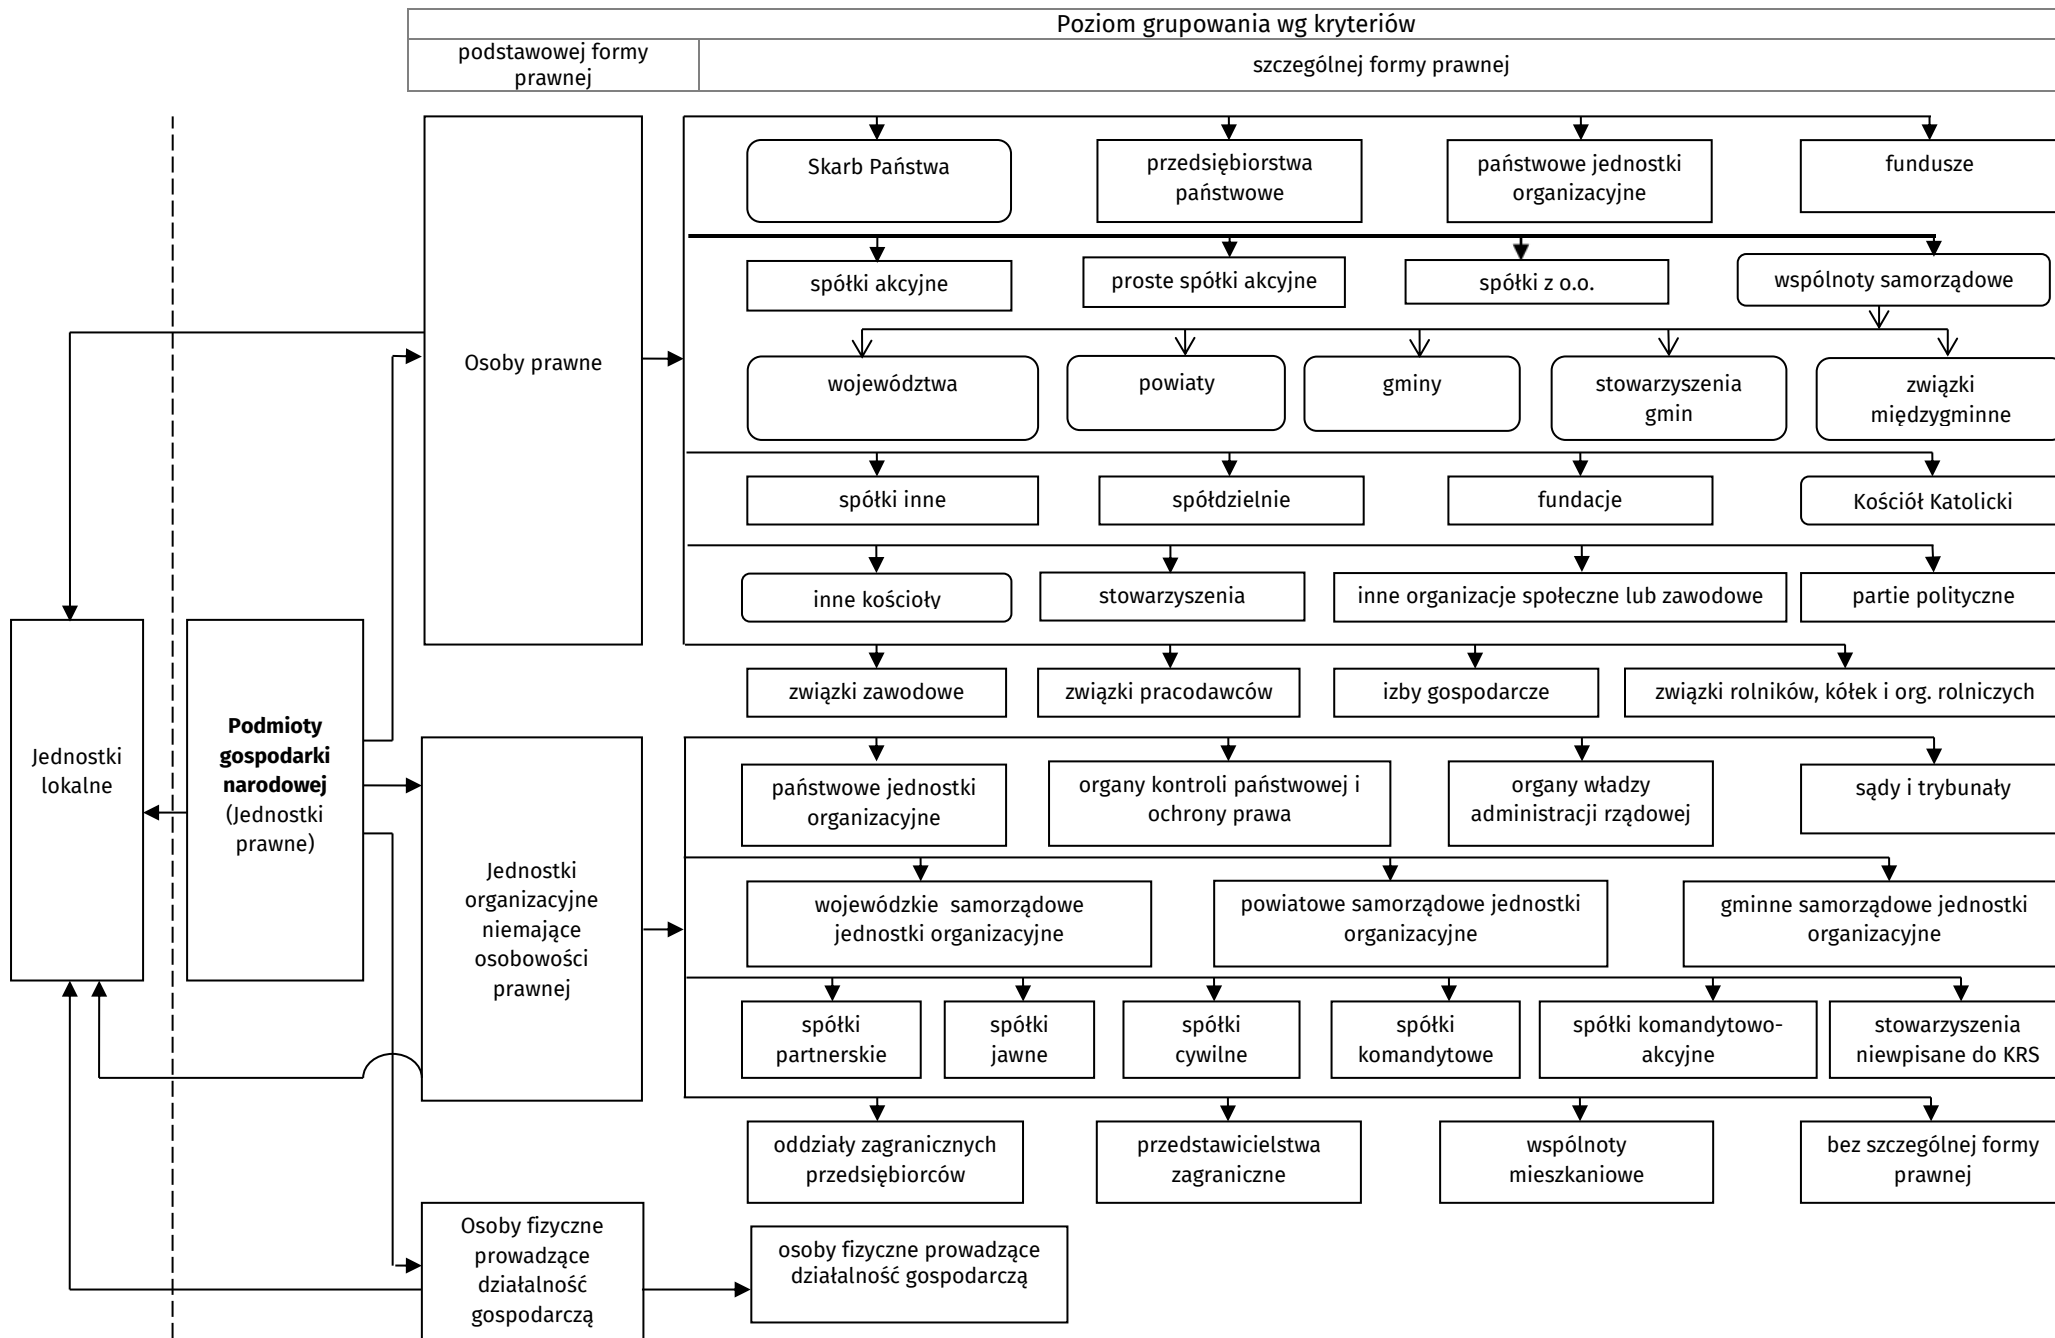 Poziom grupowania wg kryteriów
podstawowej formy
prawnej
szczególnej formy prawnej
Skarb Państwa
przedsiębiorstwa
państwowe
państwowe jednostki
organizacyjne
fundusze
spółki akcyjne
proste spółki akcyjne
spółki z o.o.
wspólnoty samorządowe
Osoby prawne
województwa
powiaty
gminy
stowarzyszenia
gmin
związki
międzygminne
spółki inne
spółdzielnie
fundacje
Kościół Katolicki
inne kościoły
stowarzyszenia
inne organizacje społeczne lub zawodowe
partie polityczne
związki zawodowe
związki pracodawców
izby gospodarcze
związki rolników, kółek i org. rolniczych
Jednostki
lokalne
Podmioty
gospodarki
narodowej
(Jednostki
prawne)
Jednostki
organizacyjne
niemające
osobowości
prawnej
państwowe jednostki
organizacyjne
organy kontroli państwowej i
ochrony prawa
organy władzy
administracji rządowej
sądy i trybunały
wojewódzkie samorządowe
jednostki organizacyjne
powiatowe samorządowe jednostki
organizacyjne
gminne samorządowe jednostki
organizacyjne
spółki
partnerskie
spółki
jawne
spółki
cywilne
spółki
komandytowe
spółki komandytowo-
akcyjne
stowarzyszenia
niewpisane do KRS
oddziały zagranicznych
przedsiębiorców
przedstawicielstwa
zagraniczne
wspólnoty
mieszkaniowe
bez szczególnej formy
prawnej
Osoby fizyczne
prowadzące
działalność
gospodarczą
osoby fizyczne prowadzące
działalność gospodarczą